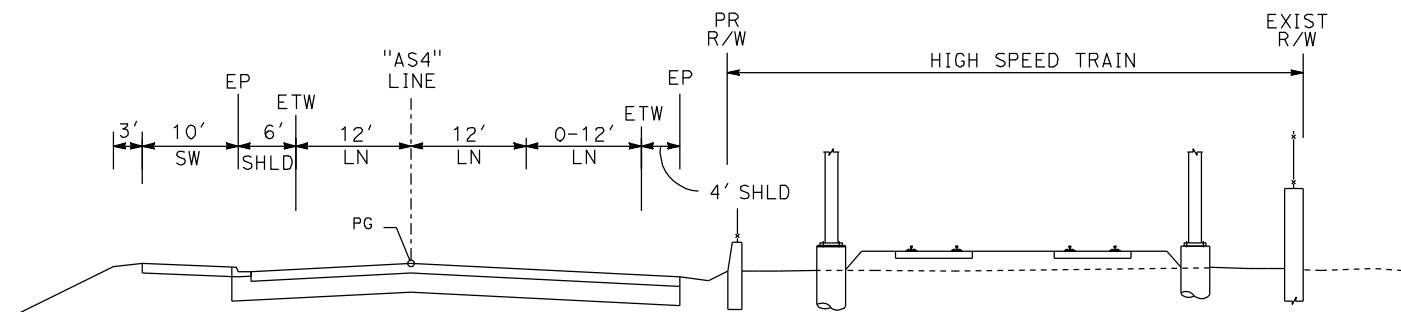 PR
R/W
EXIST
R/W
HIGH SPEED TRAIN
"AS4"
LINE
EP
EP
ETW
ETW
3'
10'
SW
6'
SHLD
12'
LN
12'
LN
0-12'
LN
4' SHLD
PG